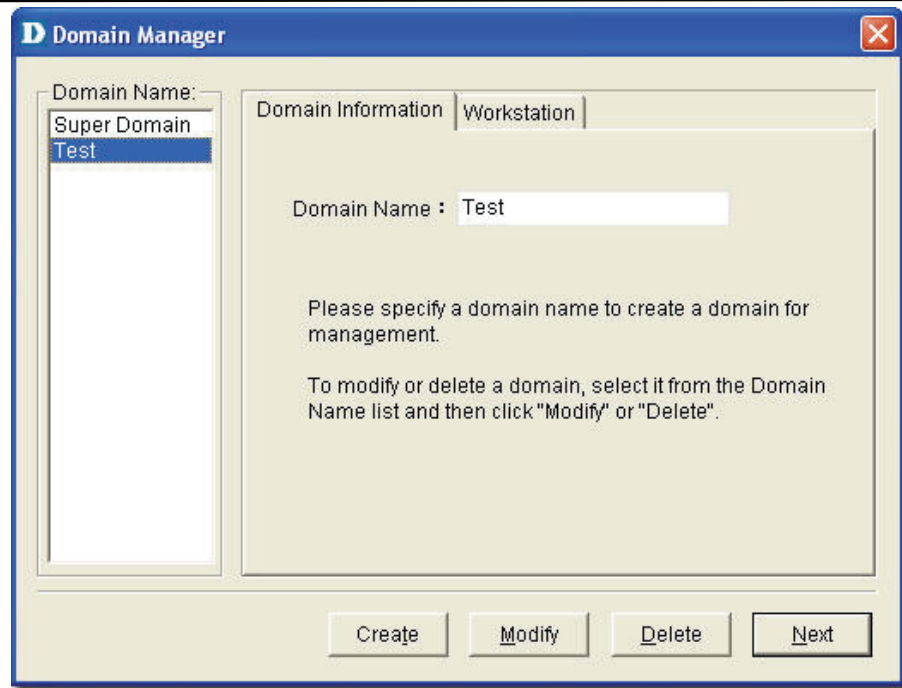 D Domain Manager
Domain Name:
Super Domain
Test
Domain Information
Workstation
Domain Name : Test
Please specify a domain name to create a domain for
management.
To modify or delete a domain, select it from the Domain
Name list and then click "Modify" or "Delete".
Create
Modify
Delete
Next